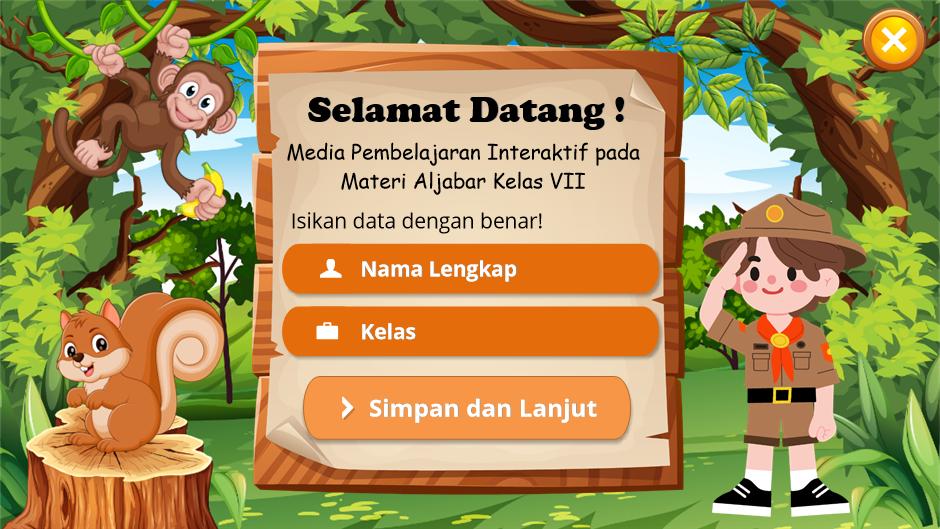 Selamat Datang !
Media Pembelajaran Interaktif pada
Materi Aljabar Kelas VII
Isikan data dengan benar!
Nama Lengkap
Kelas
Simpan dan Lanjut